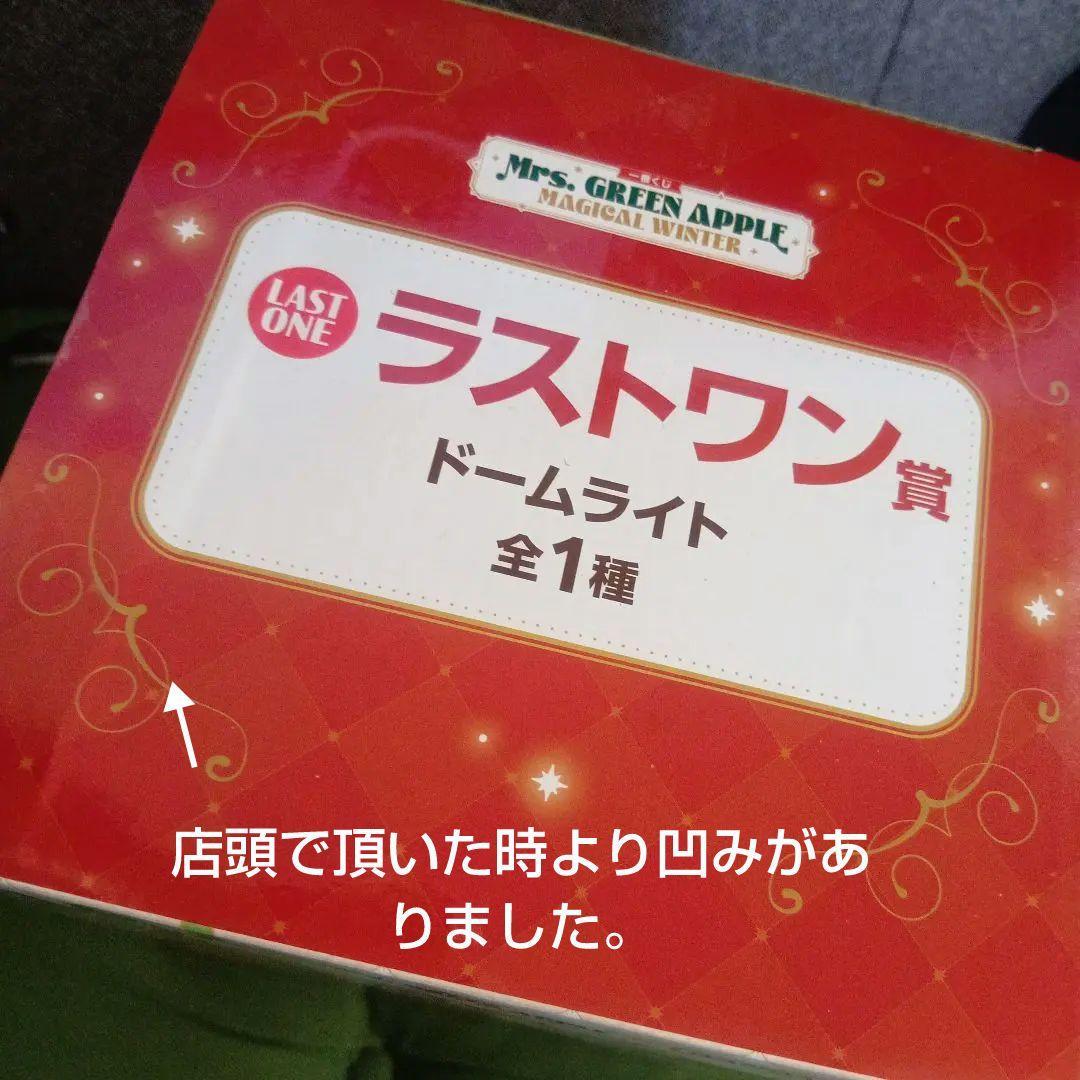 一番くじ
Mrs. GREEN APPLE
MAGICAL WINTER
LAST
ONE
ラストワン賞
ドームライト
全1種
店頭で頂いた時より凹みがあ
りました。